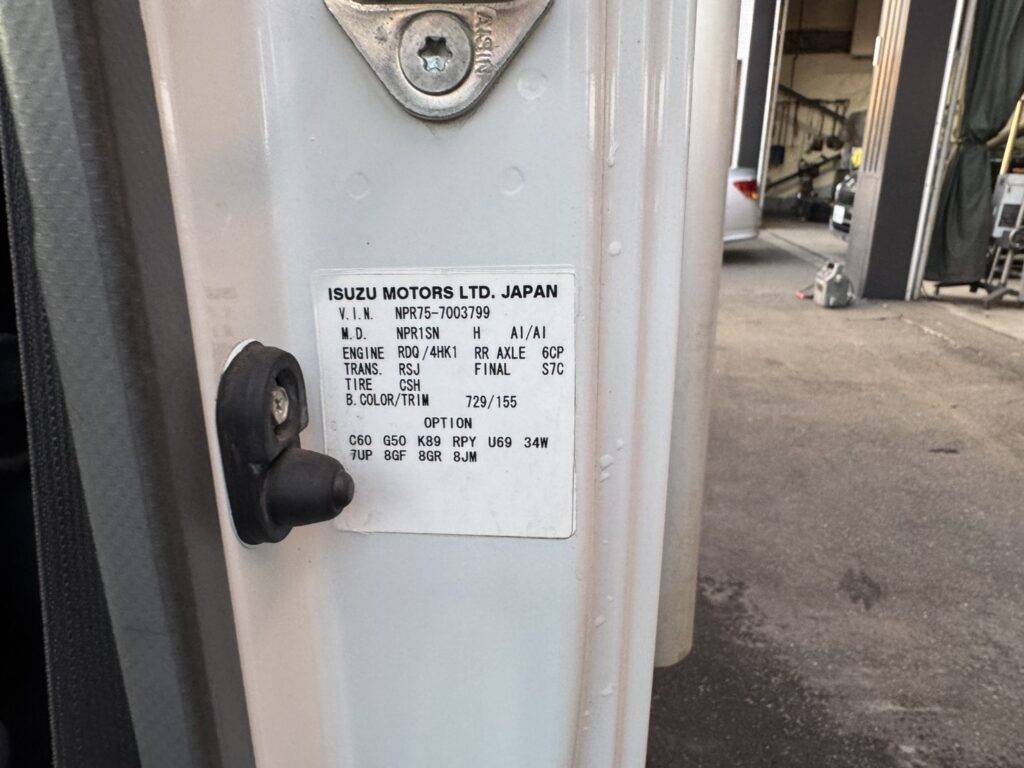 AISIN
ISUZU MOTORS LTD. JAPAN
V.I.N. NPR75-7003799
M.D. NPR1SN H AI/AI
ENGINE RDQ/4HK1 RR AXLE 6CP
TRANS. RSJ FINAL S7C
TIRE CSH
B.COLOR/TRIM 729/155
OPTION
C60 G50 K89 RPY U69 34W
7UP 8GF 8GR 8JM